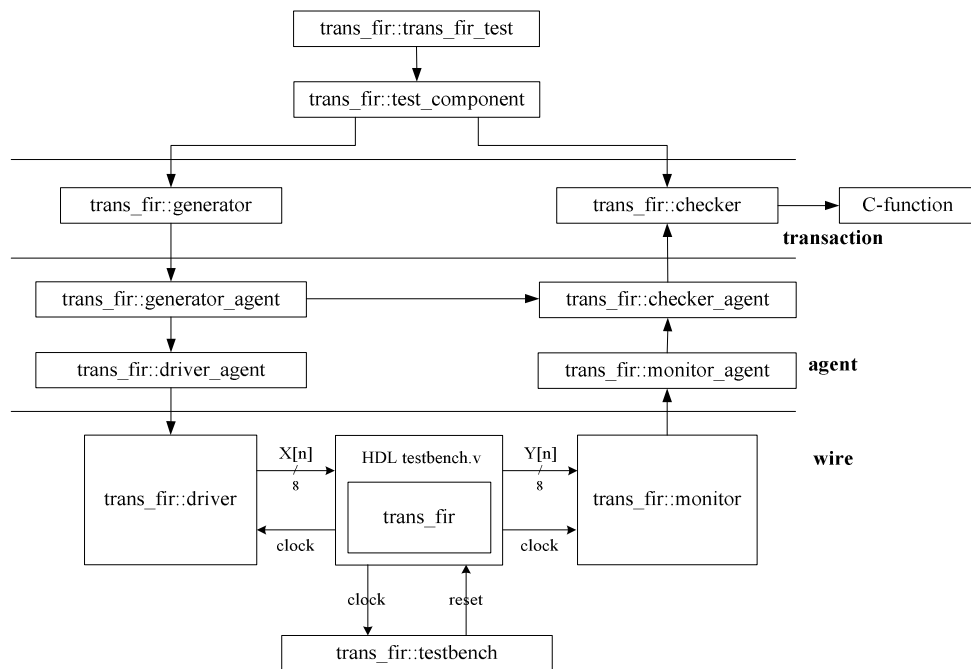 trans_fir::trans_fir_test
trans_fir::test_component
trans_fir::generator
trans_fir::checker
C-function
transaction
trans_fir::generator_agent
trans_fir::checker_agent
trans_fir::driver_agent
trans_fir::monitor_agent
agent
wire
trans_fir::driver
X[n]
8
HDL testbench.v
trans_fir
Y[n]
8
trans_fir::monitor
clock
clock
clock
reset
trans_fir::testbench